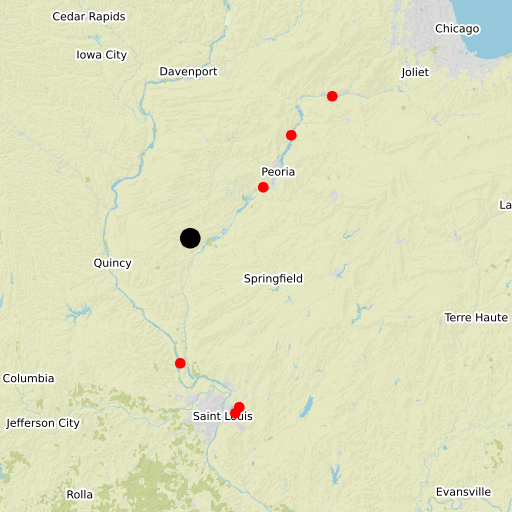 Cedar Rapids
Chicago
Iowa City
Davenport
Joliet
Peoria
La
Quincy
Springfield
Terre Haute
Columbia
Saint Louis
Jefferson City
Rolla
Evansville